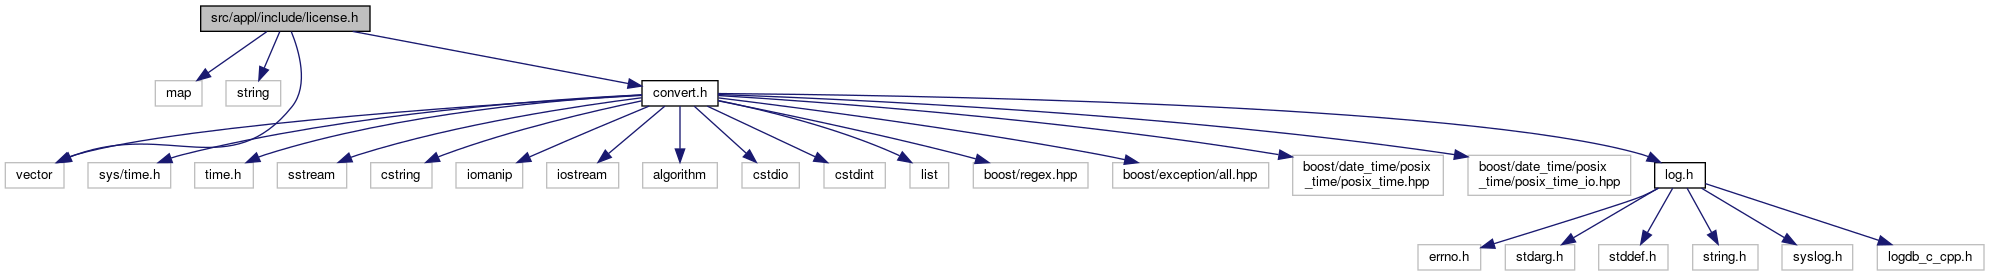 src/appl/include/license.h
map
string
convert.h
vector
sys/time.h
time.h
sstream
cstring
iomanip
iostream
algorithm
cstdio
cstdint
list
boost/regex.hpp
boost/exception/all.hpp
boost/date_time/posix
_time/posix_time.hpp
boost/date_time/posix
_time/posix_time_io.hpp
log.h
errno.h
stdarg.h
stddef.h
string.h
syslog.h
logdb_c_cpp.h